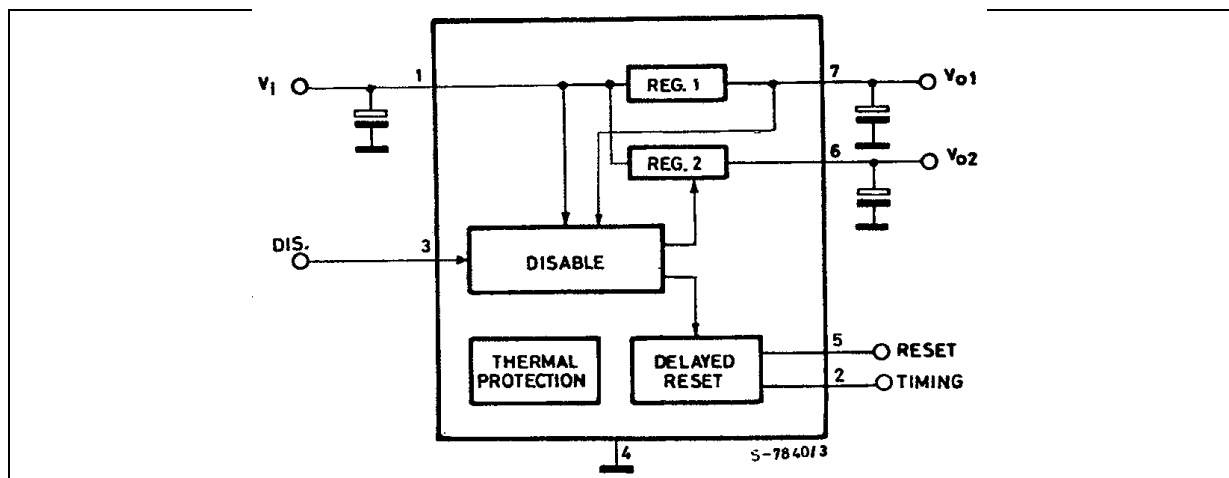 Vi
1
REG. 1
7
Vo1
REG. 2
6
Vo2
DIS.
3
DISABLE
THERMAL
PROTECTION
DELAYED
RESET
5
RESET
2
TIMING
4
S-7840/3